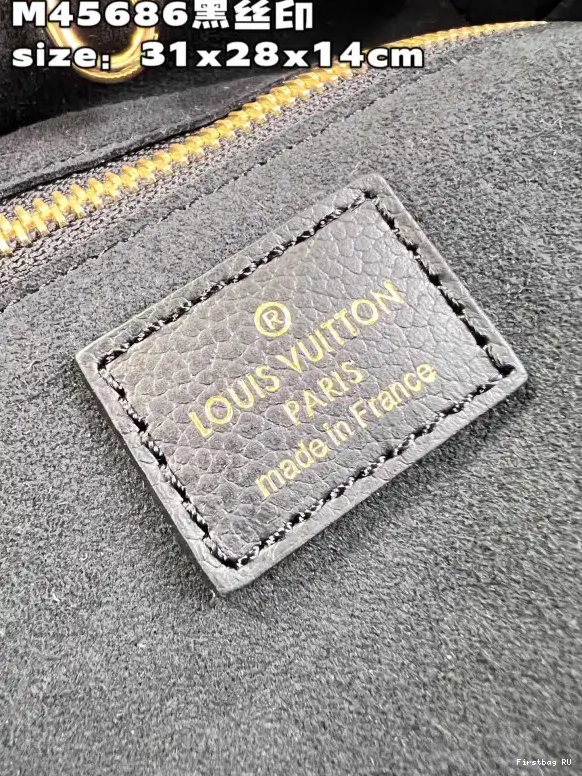 M45686黑丝印
size：31x28x14cm
®
LOUIS VUITTON
PARIS
made in France
Firstbag RU